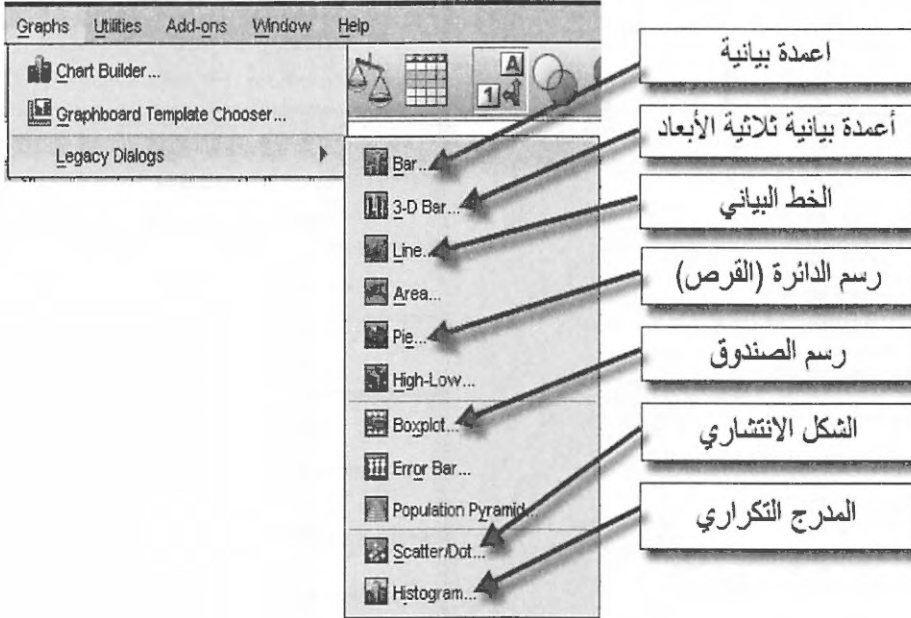 Graphs Utilities Add-ons Window Help
Chart Builder...
Graphboard Template Chooser...
Legacy Dialogs
A
1
Bar...
3-D Bar...
Line...
Area...
Pie...
High-Low...
Boxplot...
Error Bar...
Population Pyramid...
Scatter/Dot...
Histogram...
اعمدة بيانية
أعمدة بيانية ثلاثية الأبعاد
الخط البياني
رسم الدائرة (القرص)
رسم الصندوق
الشكل الانتشاري
المدرج التكراري